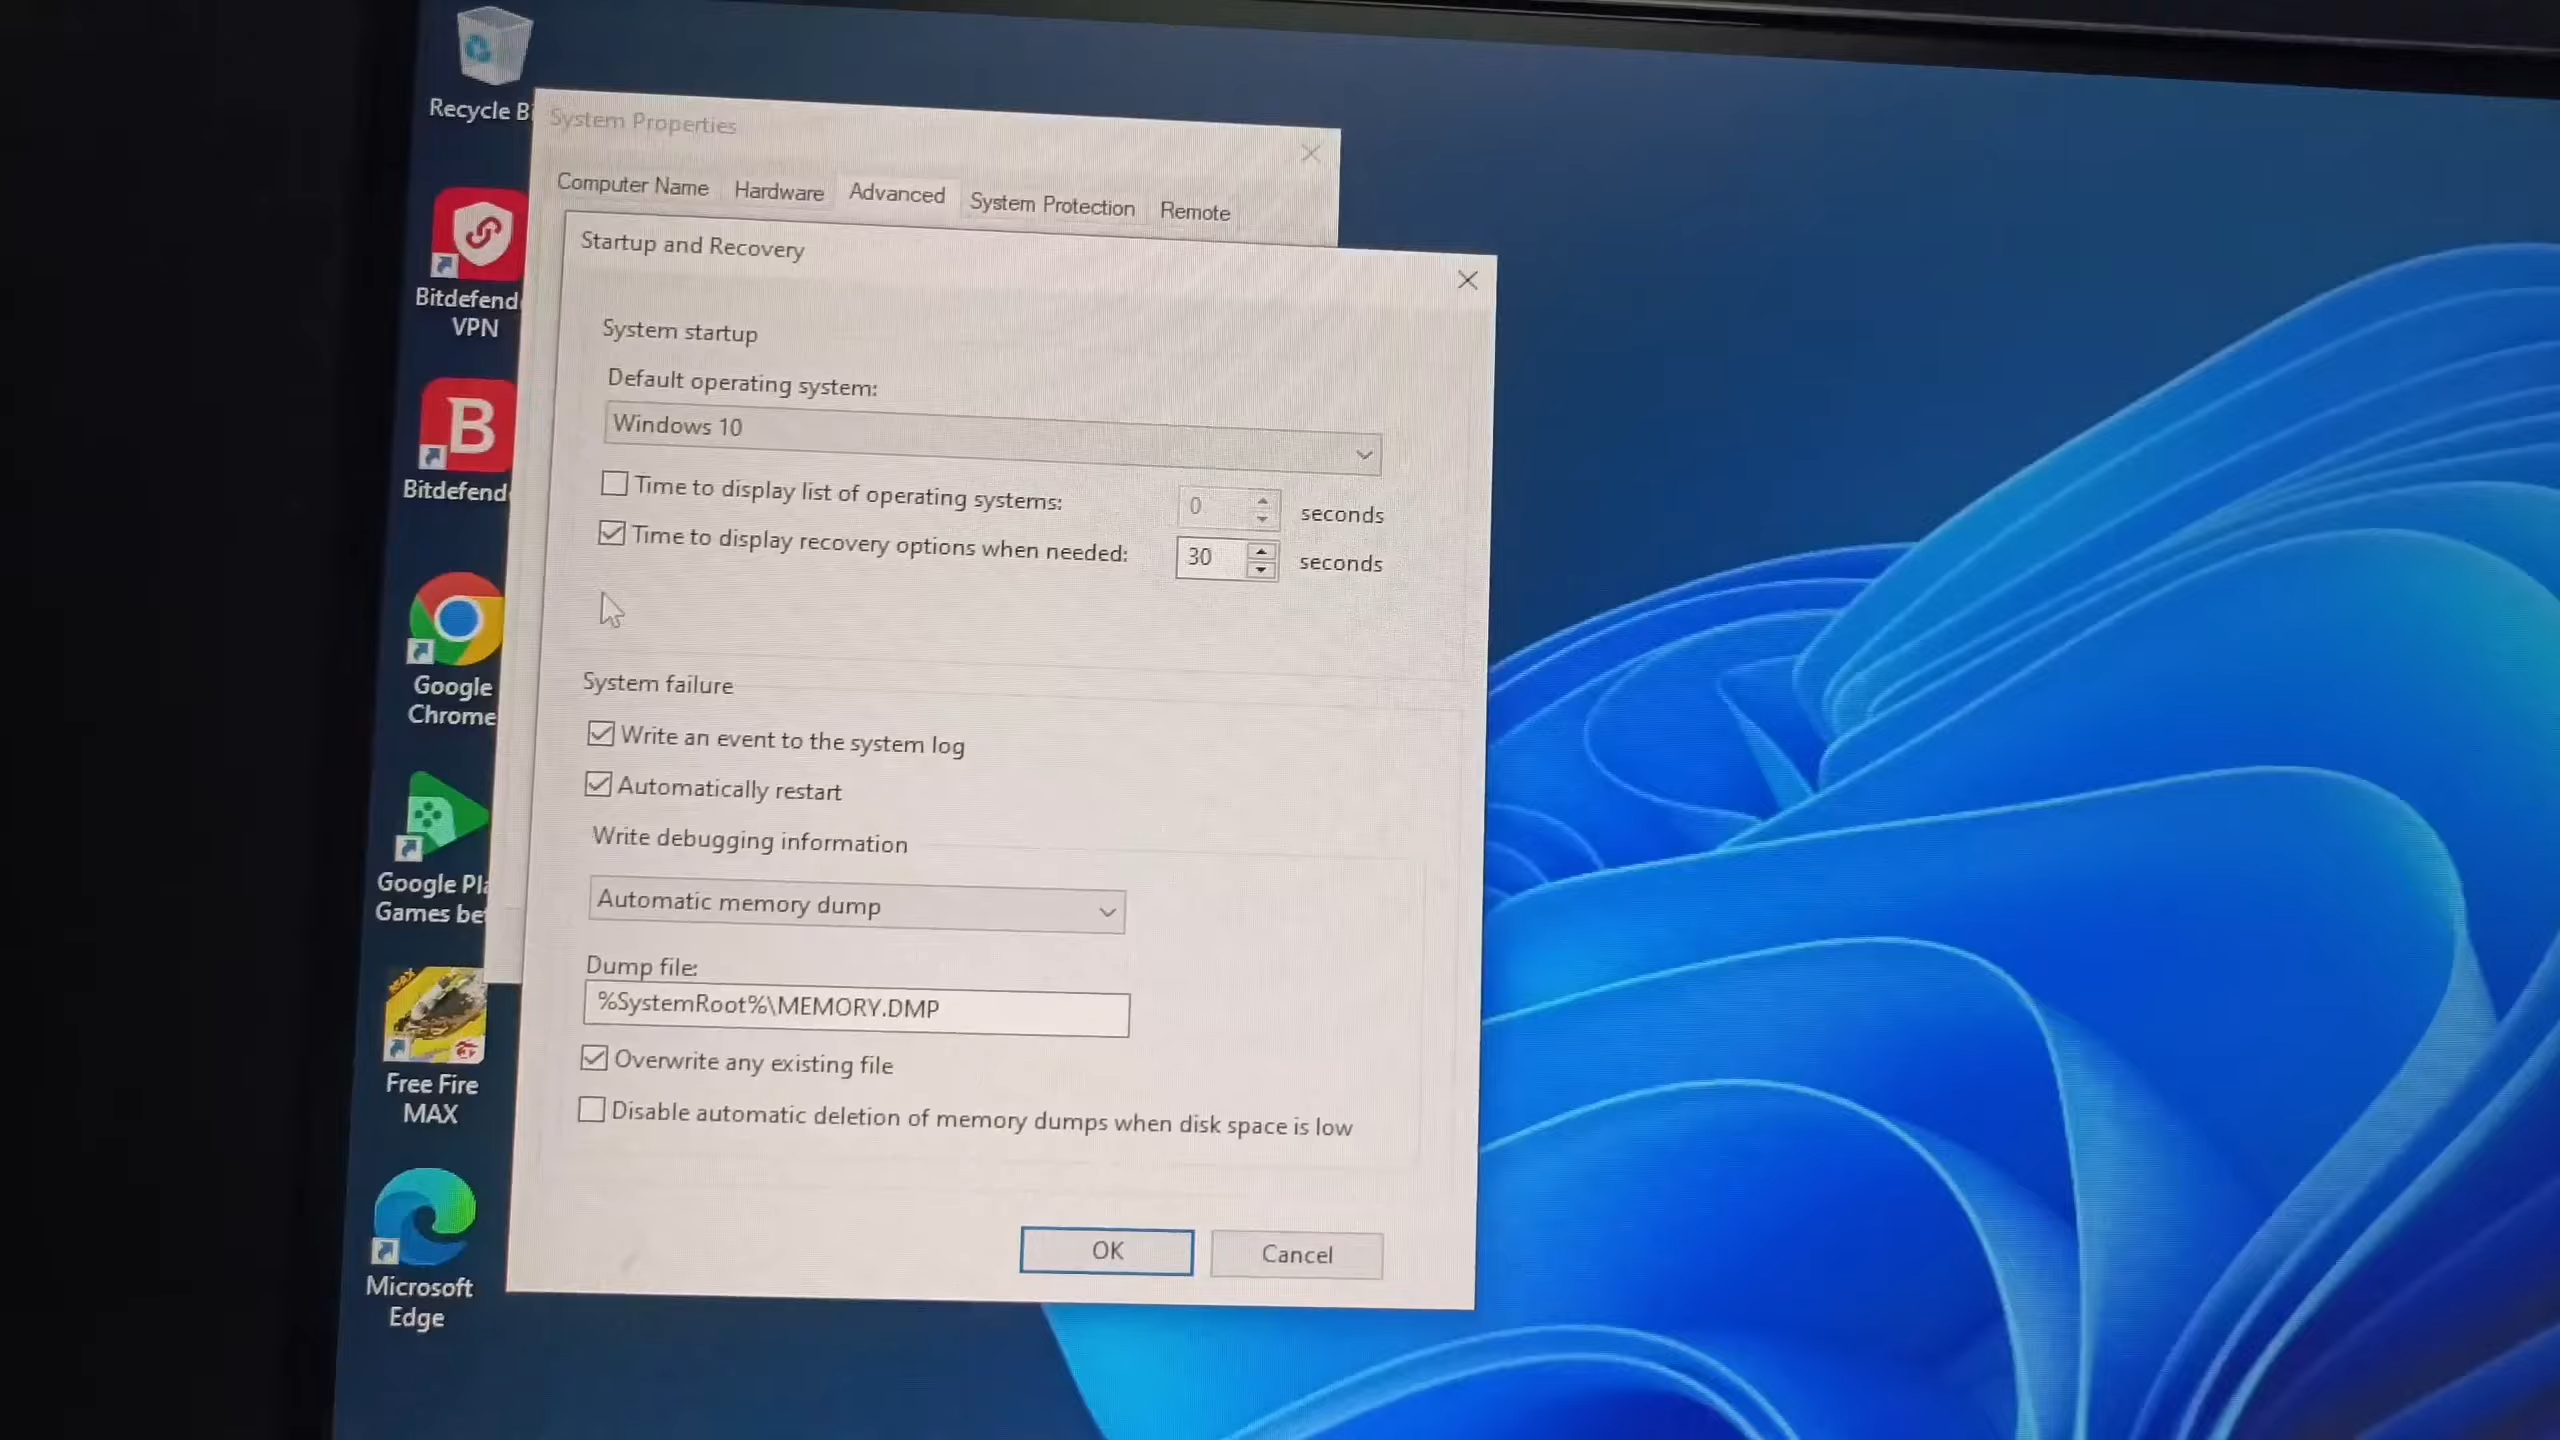 Recycle B
System Properties
Computer Name
Hardware
Advanced
System Protection
Remote
Startup and Recovery
System startup
Default operating system:
Windows 10
Time to display list of operating systems:
0
seconds
Time to display recovery options when needed:
30
seconds
System failure
Write an event to the system log
Automatically restart
Write debugging information
Automatic memory dump
Dump file:
%SystemRoot%\MEMORY.DMP
Overwrite any existing file
Disable automatic deletion of memory dumps when disk space is low
OK
Cancel
Bitdefend
VPN
B
Bitdefend
Google
Chrome
Google Pla
Games be
MAX
Free Fire
MAX
Microsoft
Edge